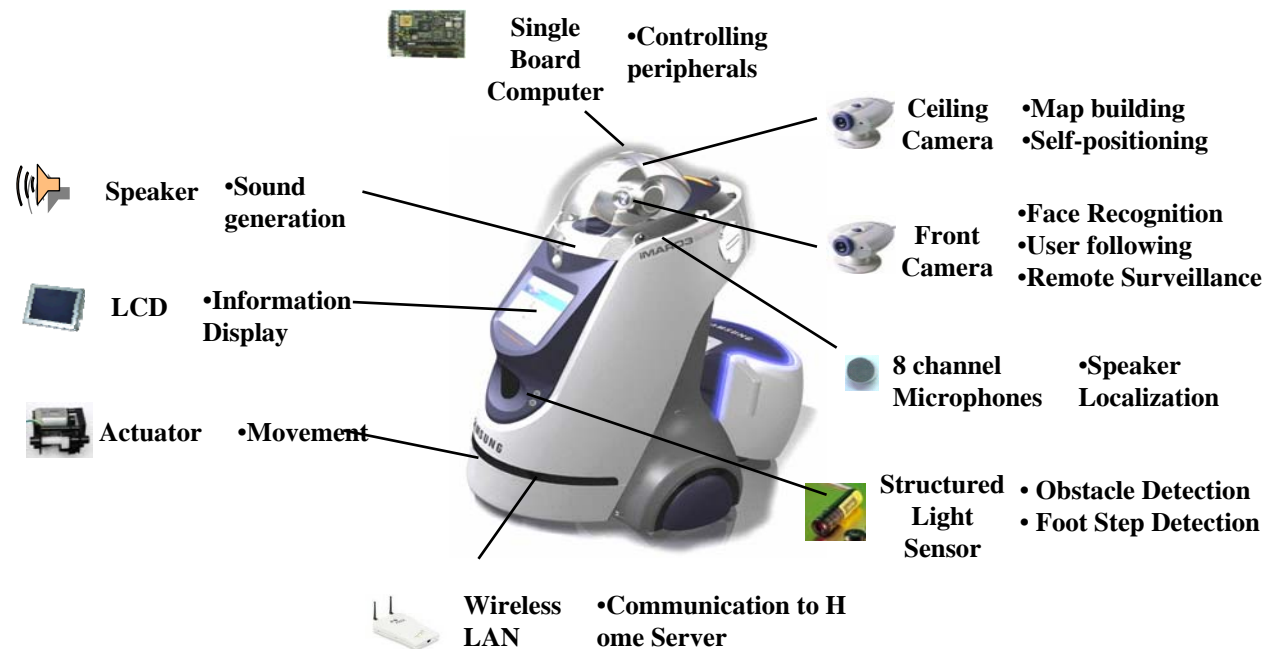 Single
Board
Computer
•Controlling
peripherals
Ceiling
Camera
•Map building
•Self-positioning
Speaker
•Sound
generation
Front
Camera
•Face Recognition
•User following
•Remote Surveillance
iMARO3
LCD
•Information
Display
SAMSUNG
8 channel
Microphones
•Speaker
Localization
Actuator
•Movement
SAMSUNG
Structured
Light
Sensor
• Obstacle Detection
• Foot Step Detection
Wireless
LAN
•Communication to H
ome Server